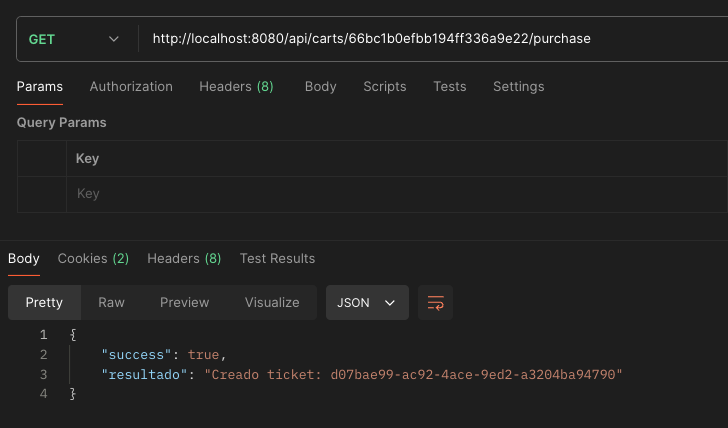 GET http://localhost:8080/api/carts/66bc1b0efbb194ff336a9e22/purchase
Params Authorization Headers (8) Body Scripts Tests Settings
Query Params
Key
Key
Body Cookies (2) Headers (8) Test Results
Pretty Raw Preview Visualize JSON
1 {
2 "success": true,
3 "resultado": "Creado ticket: d07bae99-ac92-4ace-9ed2-a3204ba94790"
4 }